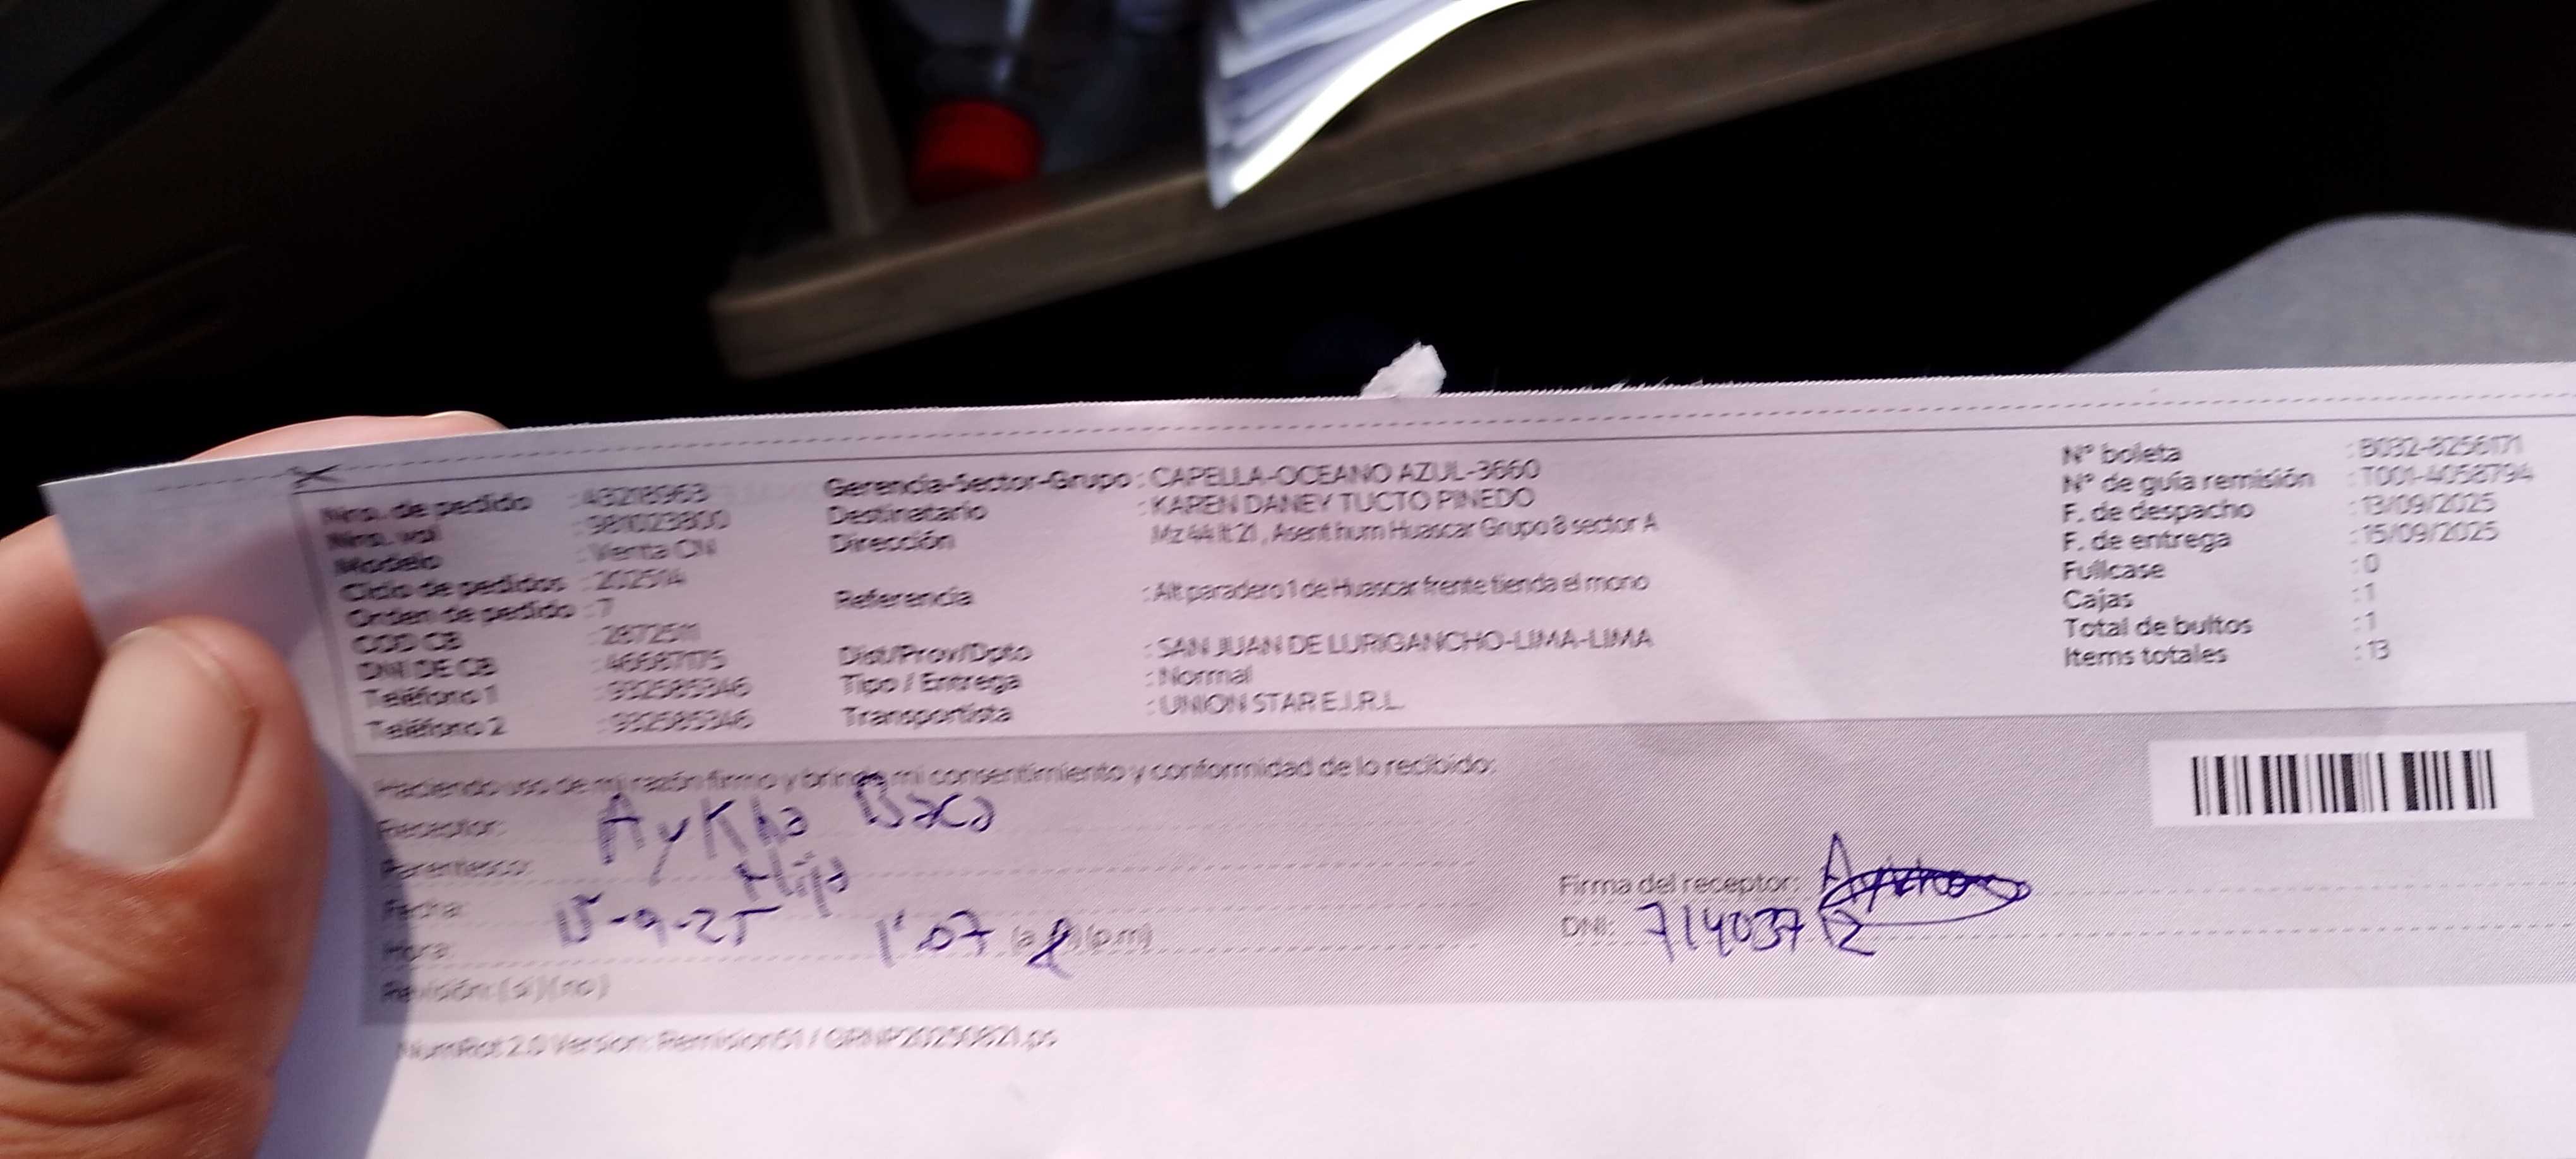 Nro. de pedido : 48218963
Nro. vol : 981023800
Modelo : Venta CN
Ciclo de pedidos : 202514
Orden de pedido : 7
COD CB : 2872511
DNI DE CB : 46687175
Teléfono 1 : 932585346
Teléfono 2 : 932585346
Gerencia-Sector-Grupo : CAPELLA-OCEANO AZUL-3660
Destinatario : KAREN DANEY TUCTO PINEDO
Dirección Mz 44 lt 21 , Asent hum Huascar Grupo 8 sector A
Referencia : Alt paradero 1 de Huascar frente tienda el mono
Dist/Prov/Dpto : SAN JUAN DE LURIGANCHO-LIMA-LIMA
Tipo / Entrega : Normal
Transportista : UNION STAR E.I.R.L.
N° boleta : B032-8256171
N° de guía remisión : T001-4058794
F. de despacho : 13/09/2025
F. de entrega : 15/09/2025
Fullcase : 0
Cajas : 1
Total de bultos : 1
Items totales : 13
Haciendo uso de mi razón firmo y brindo mi consentimiento y conformidad de lo recibido:
Receptor: Baca
Parentesco: Hijo
Fecha: 15-9-25
Hora: 1:07 (p.m)
Revisión: (si) (no)
Firma del receptor:
DNI: 71403712
NumRot 2.0 Version: Remision51 /